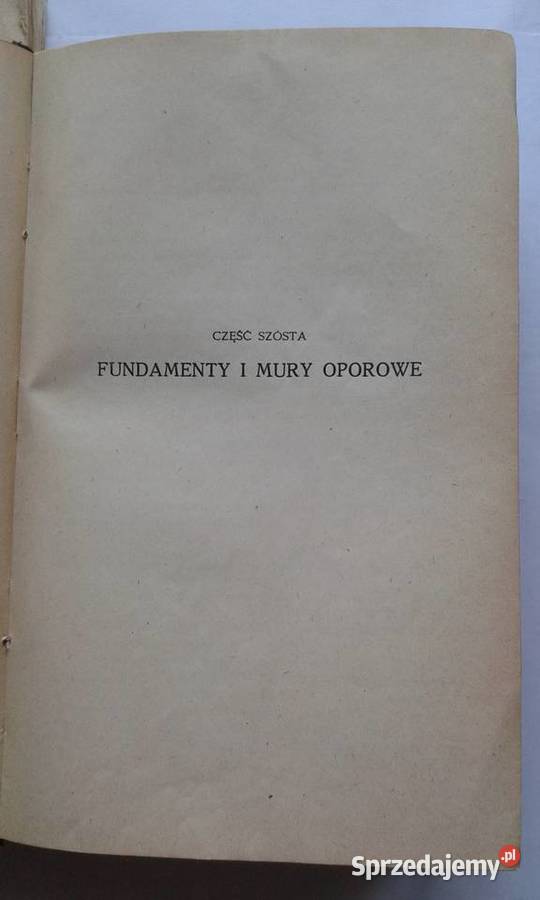 CZĘŚĆ SZÓSTA
FUNDAMENTY I MURY OPOROWE
Sprzedajemy.pl